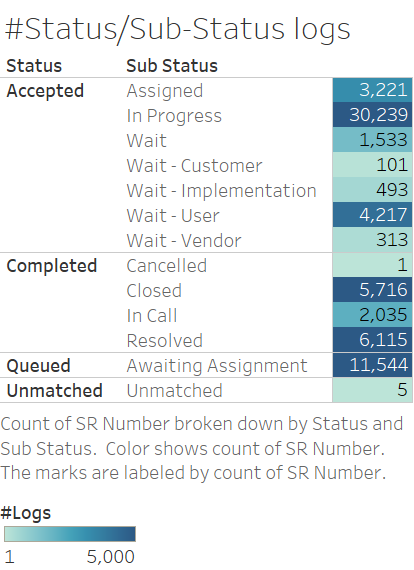 #Status/Sub-Status logs
Status Sub Status
Accepted Assigned 3,221
In Progress 30,239
Wait 1,533
Wait - Customer 101
Wait - Implementation 493
Wait - User 4,217
Wait - Vendor 313
Completed Cancelled 1
Closed 5,716
In Call 2,035
Resolved 6,115
Queued Awaiting Assignment 11,544
Unmatched Unmatched 5
Count of SR Number broken down by Status and
Sub Status. Color shows count of SR Number.
The marks are labeled by count of SR Number.
#Logs
1 5,000